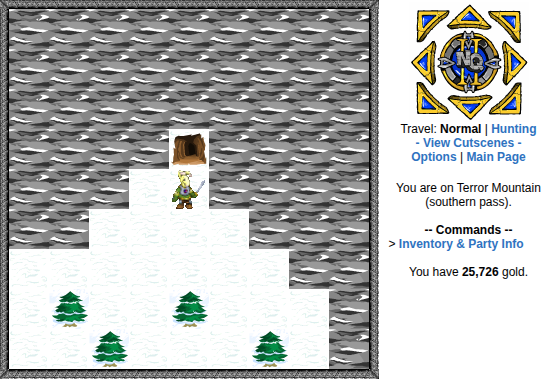 NQ
II
Travel: Normal | Hunting
- View Cutscenes -
Options | Main Page
You are on Terror Mountain
(southern pass).
-- Commands --
> Inventory & Party Info
You have 25,726 gold.